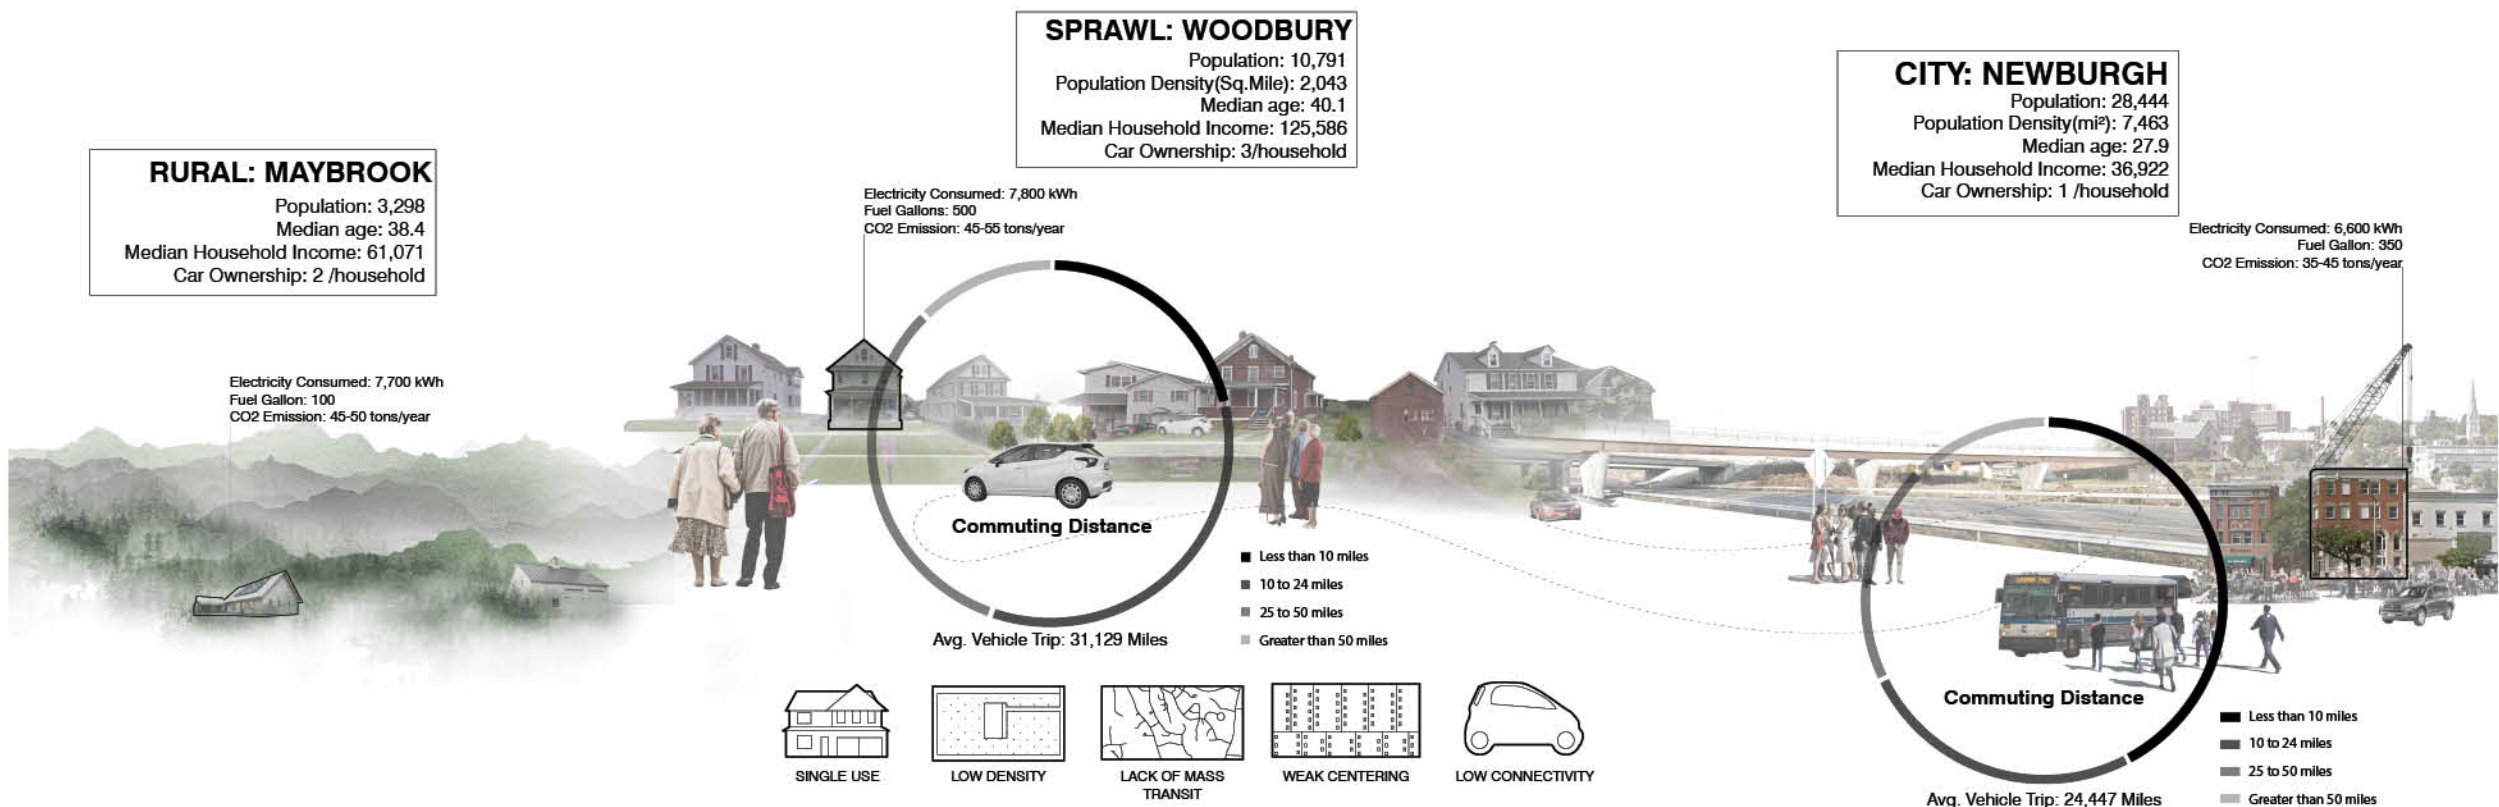 RURAL: MAYBROOK
Population: 3,298
Median age: 38.4
Median Household Income: 61,071
Car Ownership: 2 /household
Electricity Consumed: 7,700 kWh
Fuel Gallon: 100
CO2 Emission: 45-50 tons/year
SPRAWL: WOODBURY
Population: 10,791
Population Density(Sq.Mile): 2,043
Median age: 40.1
Median Household Income: 125,586
Car Ownership: 3/household
Electricity Consumed: 7,800 kWh
Fuel Gallons: 500
CO2 Emission: 45-55 tons/year
Commuting Distance
Less than 10 miles
10 to 24 miles
25 to 50 miles
Greater than 50 miles
Avg. Vehicle Trip: 31,129 Miles
CITY: NEWBURGH
Population: 28,444
Population Density(mi²): 7,463
Median age: 27.9
Median Household Income: 36,922
Car Ownership: 1 /household
Electricity Consumed: 6,600 kWh
Fuel Gallon: 350
CO2 Emission: 35-45 tons/year
Commuting Distance
Less than 10 miles
10 to 24 miles
25 to 50 miles
Greater than 50 miles
Avg. Vehicle Trip: 24,447 Miles
SINGLE USE
LOW DENSITY
LACK OF MASS
TRANSIT
WEAK CENTERING
LOW CONNECTIVITY